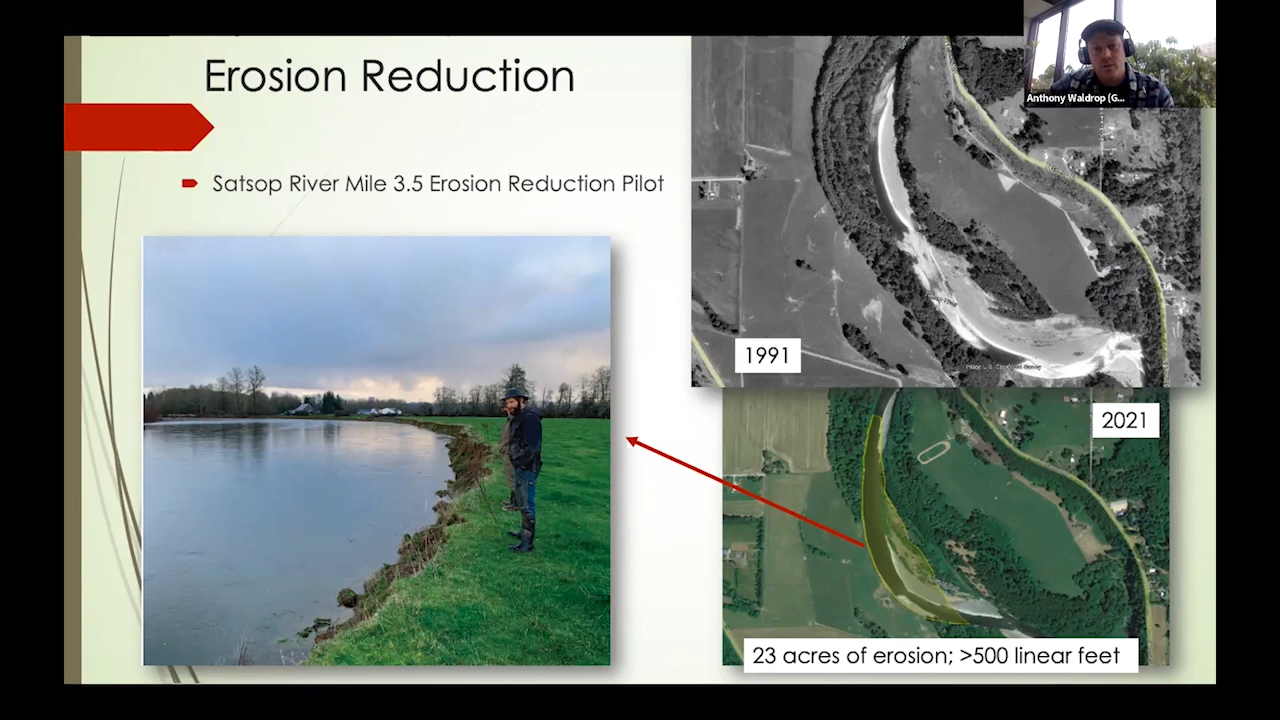 Erosion Reduction
Anthony Waldrop (G...
Satsop River Mile 3.5 Erosion Reduction Pilot
1991
2021
23 acres of erosion; >500 linear feet